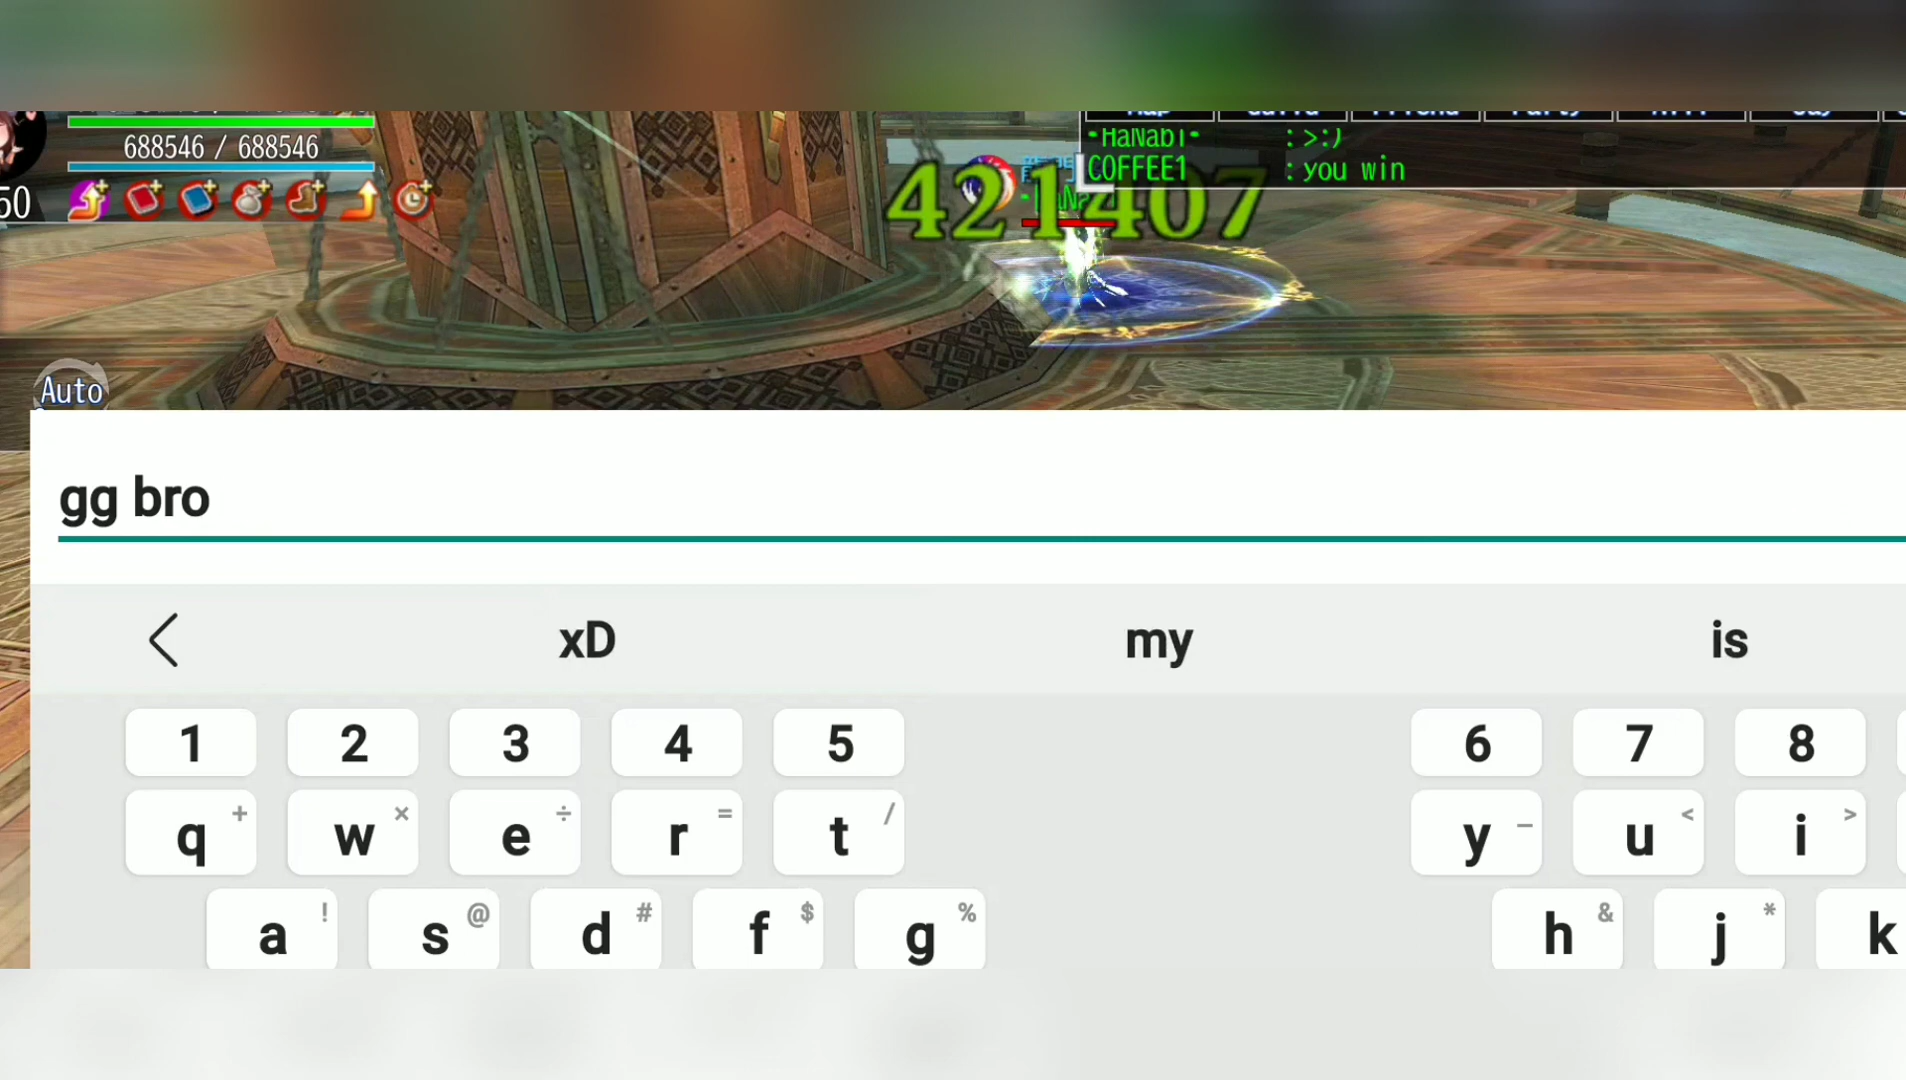 688546 / 688546
50
-HaNabi- : >:)
COFFEE1 : you win
421407
Auto
gg bro
xD my is
1 2 3 4 5 6 7 8
q + w × e ÷ r = t / y – u < i >
a ! s @ d # f $ g % h & j * k